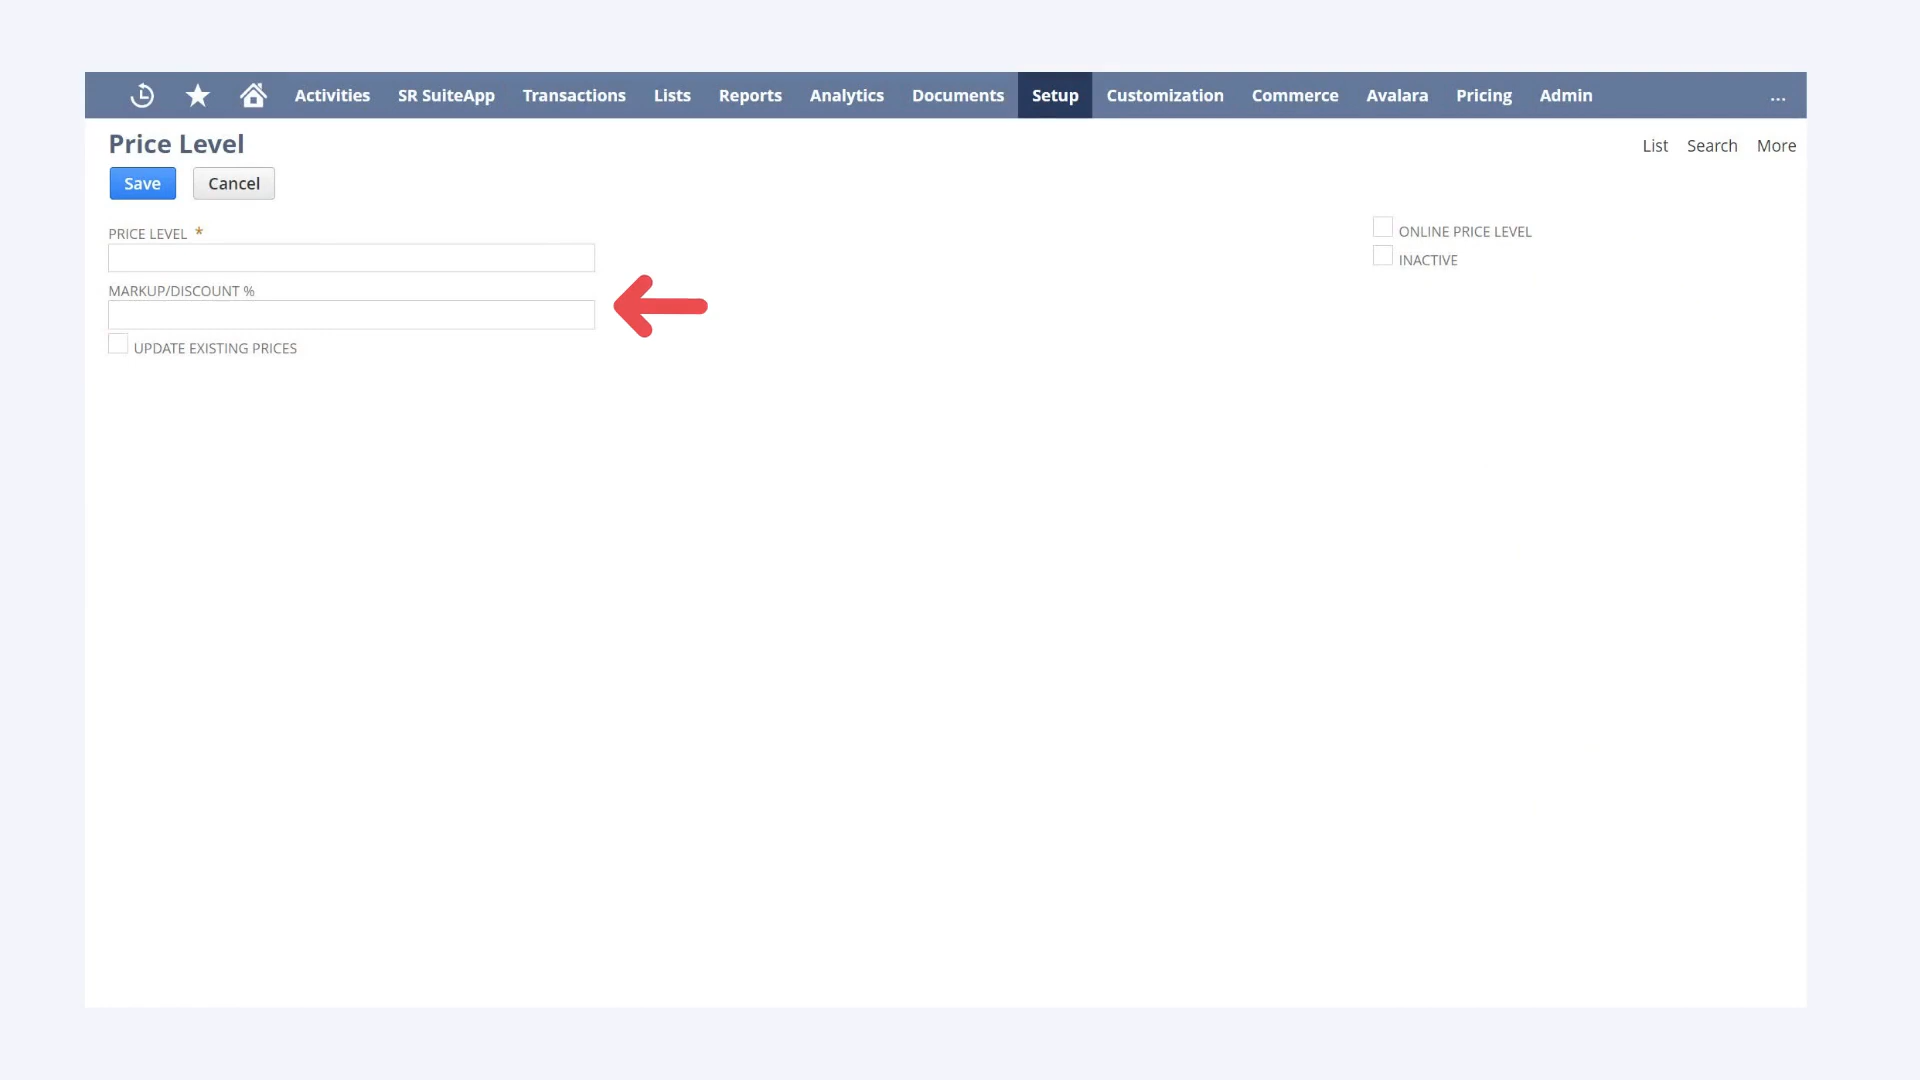 Activities SR SuiteApp Transactions Lists Reports Analytics Documents Setup Customization Commerce Avalara Pricing Admin ...
Price Level
List Search More
Save Cancel
PRICE LEVEL *
MARKUP/DISCOUNT %
UPDATE EXISTING PRICES
ONLINE PRICE LEVEL
INACTIVE